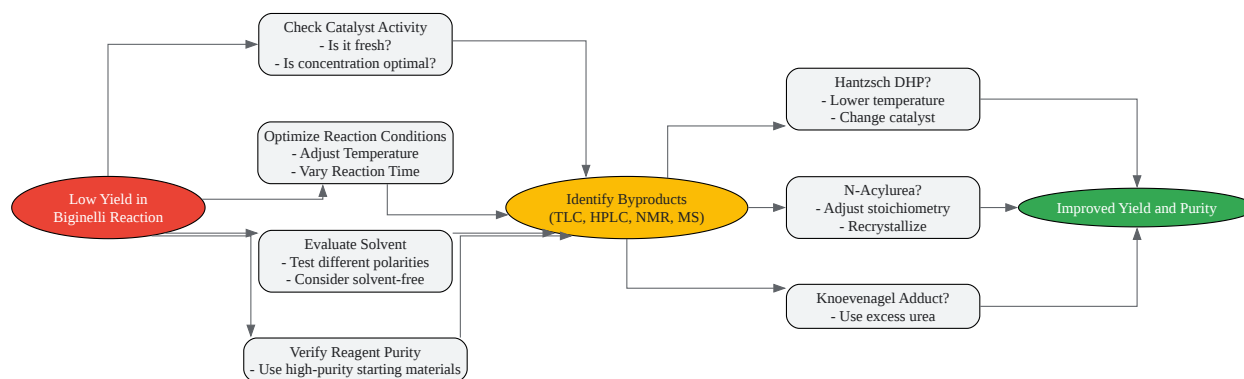 Check Catalyst Activity
- Is it fresh?
- Is concentration optimal?
Optimize Reaction Conditions
- Adjust Temperature
- Vary Reaction Time
Low Yield in
Biginelli Reaction
Evaluate Solvent
- Test different polarities
- Consider solvent-free
Verify Reagent Purity
- Use high-purity starting materials
Identify Byproducts
(TLC, HPLC, NMR, MS)
Hantzsch DHP?
- Lower temperature
- Change catalyst
N-Acylurea?
- Adjust stoichiometry
- Recrystallize
Knoevenagel Adduct?
- Use excess urea
Improved Yield and Purity